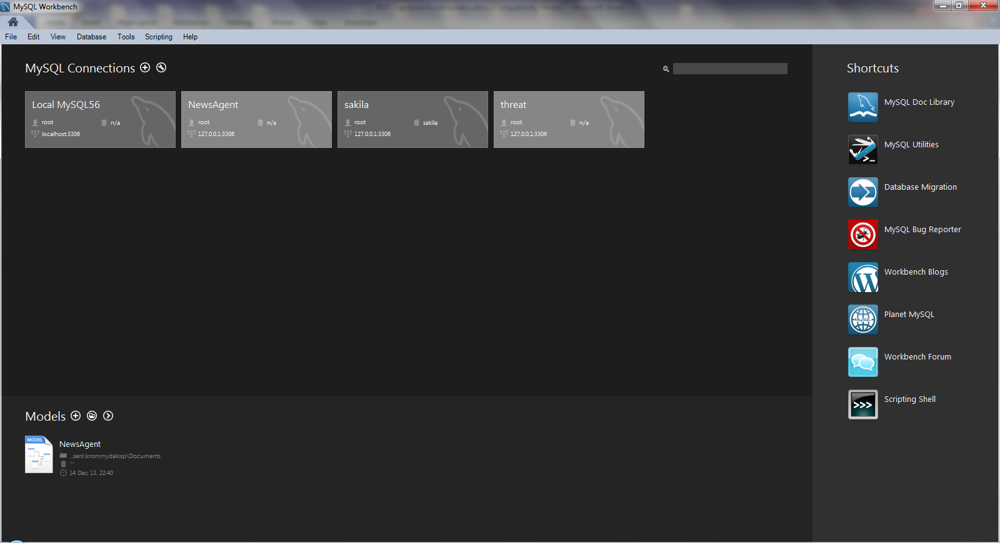 MySQL Workbench
File Edit View Database Tools Scripting Help
MySQL Connections
Local MySQL56
root n/a
localhost:3306
NewsAgent
root n/a
127.0.0.1:3306
sakila
root sakila
127.0.0.1:3306
threat
root n/a
127.0.0.1:3306
Shortcuts
MySQL Doc Library
MySQL Utilities
>_
Database Migration
MySQL Bug Reporter
W
Workbench Blogs
MySQL
Planet MySQL
Workbench Forum
>>>
Scripting Shell
Models
MODEL
NewsAgent
..sers\krommydakisp\Documents
--
14 Dec 13, 22:40